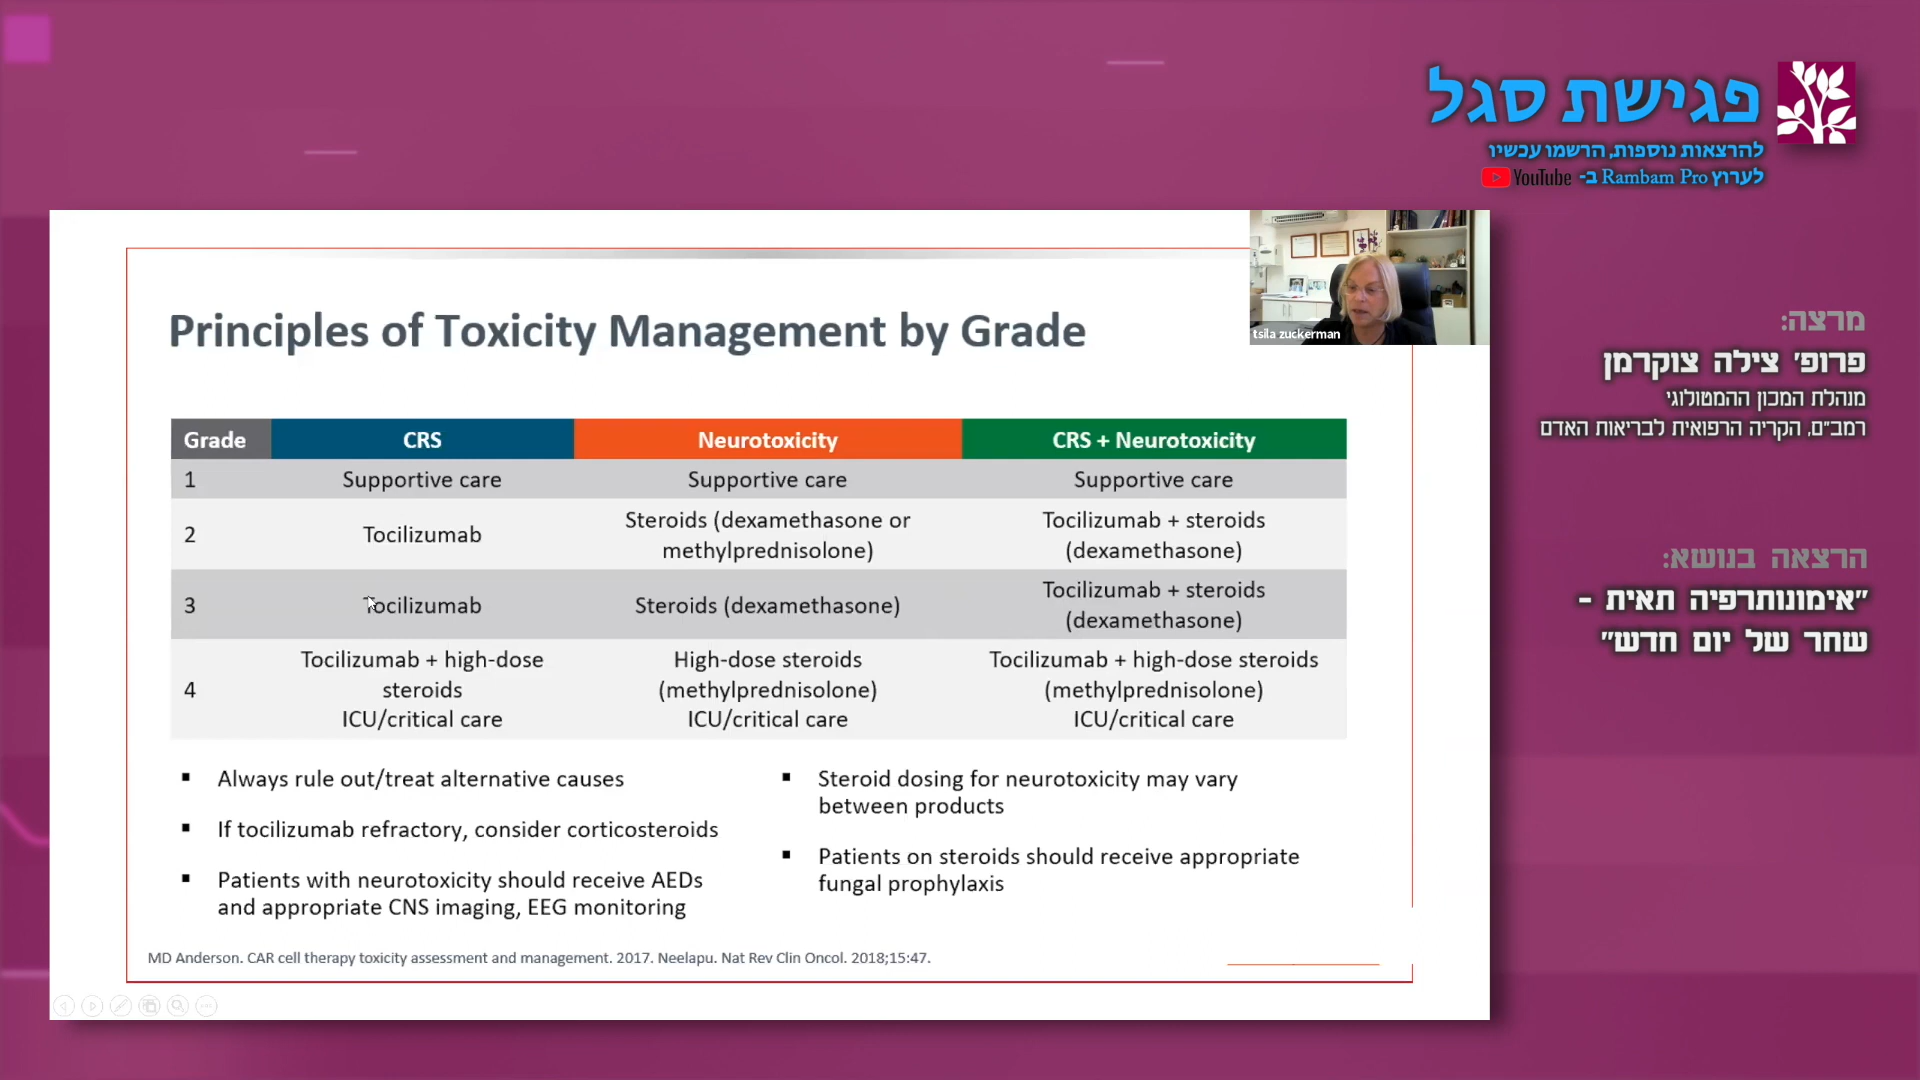 פגישת סגל
להרצאות נוספות, הרשמו עכשיו
לערוץ Rambam Pro ב- YouTube
tsila zuckerman
מרצה:
פרופ' צילה צוקרמן
מנהלת המכון ההמטולוגי
רמב"ם, הקריה הרפואית לבריאות האדם
הרצאה בנושא:
"אימונותרפיה תאית -
שחר של יום חדש"
Principles of Toxicity Management by Grade
Grade CRS Neurotoxicity CRS + Neurotoxicity
1 Supportive care Supportive care Supportive care
2 Tocilizumab Steroids (dexamethasone or methylprednisolone) Tocilizumab + steroids (dexamethasone)
3 Tocilizumab Steroids (dexamethasone) Tocilizumab + steroids (dexamethasone)
4 Tocilizumab + high-dose steroids ICU/critical care High-dose steroids (methylprednisolone) ICU/critical care Tocilizumab + high-dose steroids (methylprednisolone) ICU/critical care
▪ Always rule out/treat alternative causes
▪ If tocilizumab refractory, consider corticosteroids
▪ Patients with neurotoxicity should receive AEDs
and appropriate CNS imaging, EEG monitoring
▪ Steroid dosing for neurotoxicity may vary
between products
▪ Patients on steroids should receive appropriate
fungal prophylaxis
MD Anderson. CAR cell therapy toxicity assessment and management. 2017. Neelapu. Nat Rev Clin Oncol. 2018;15:47.